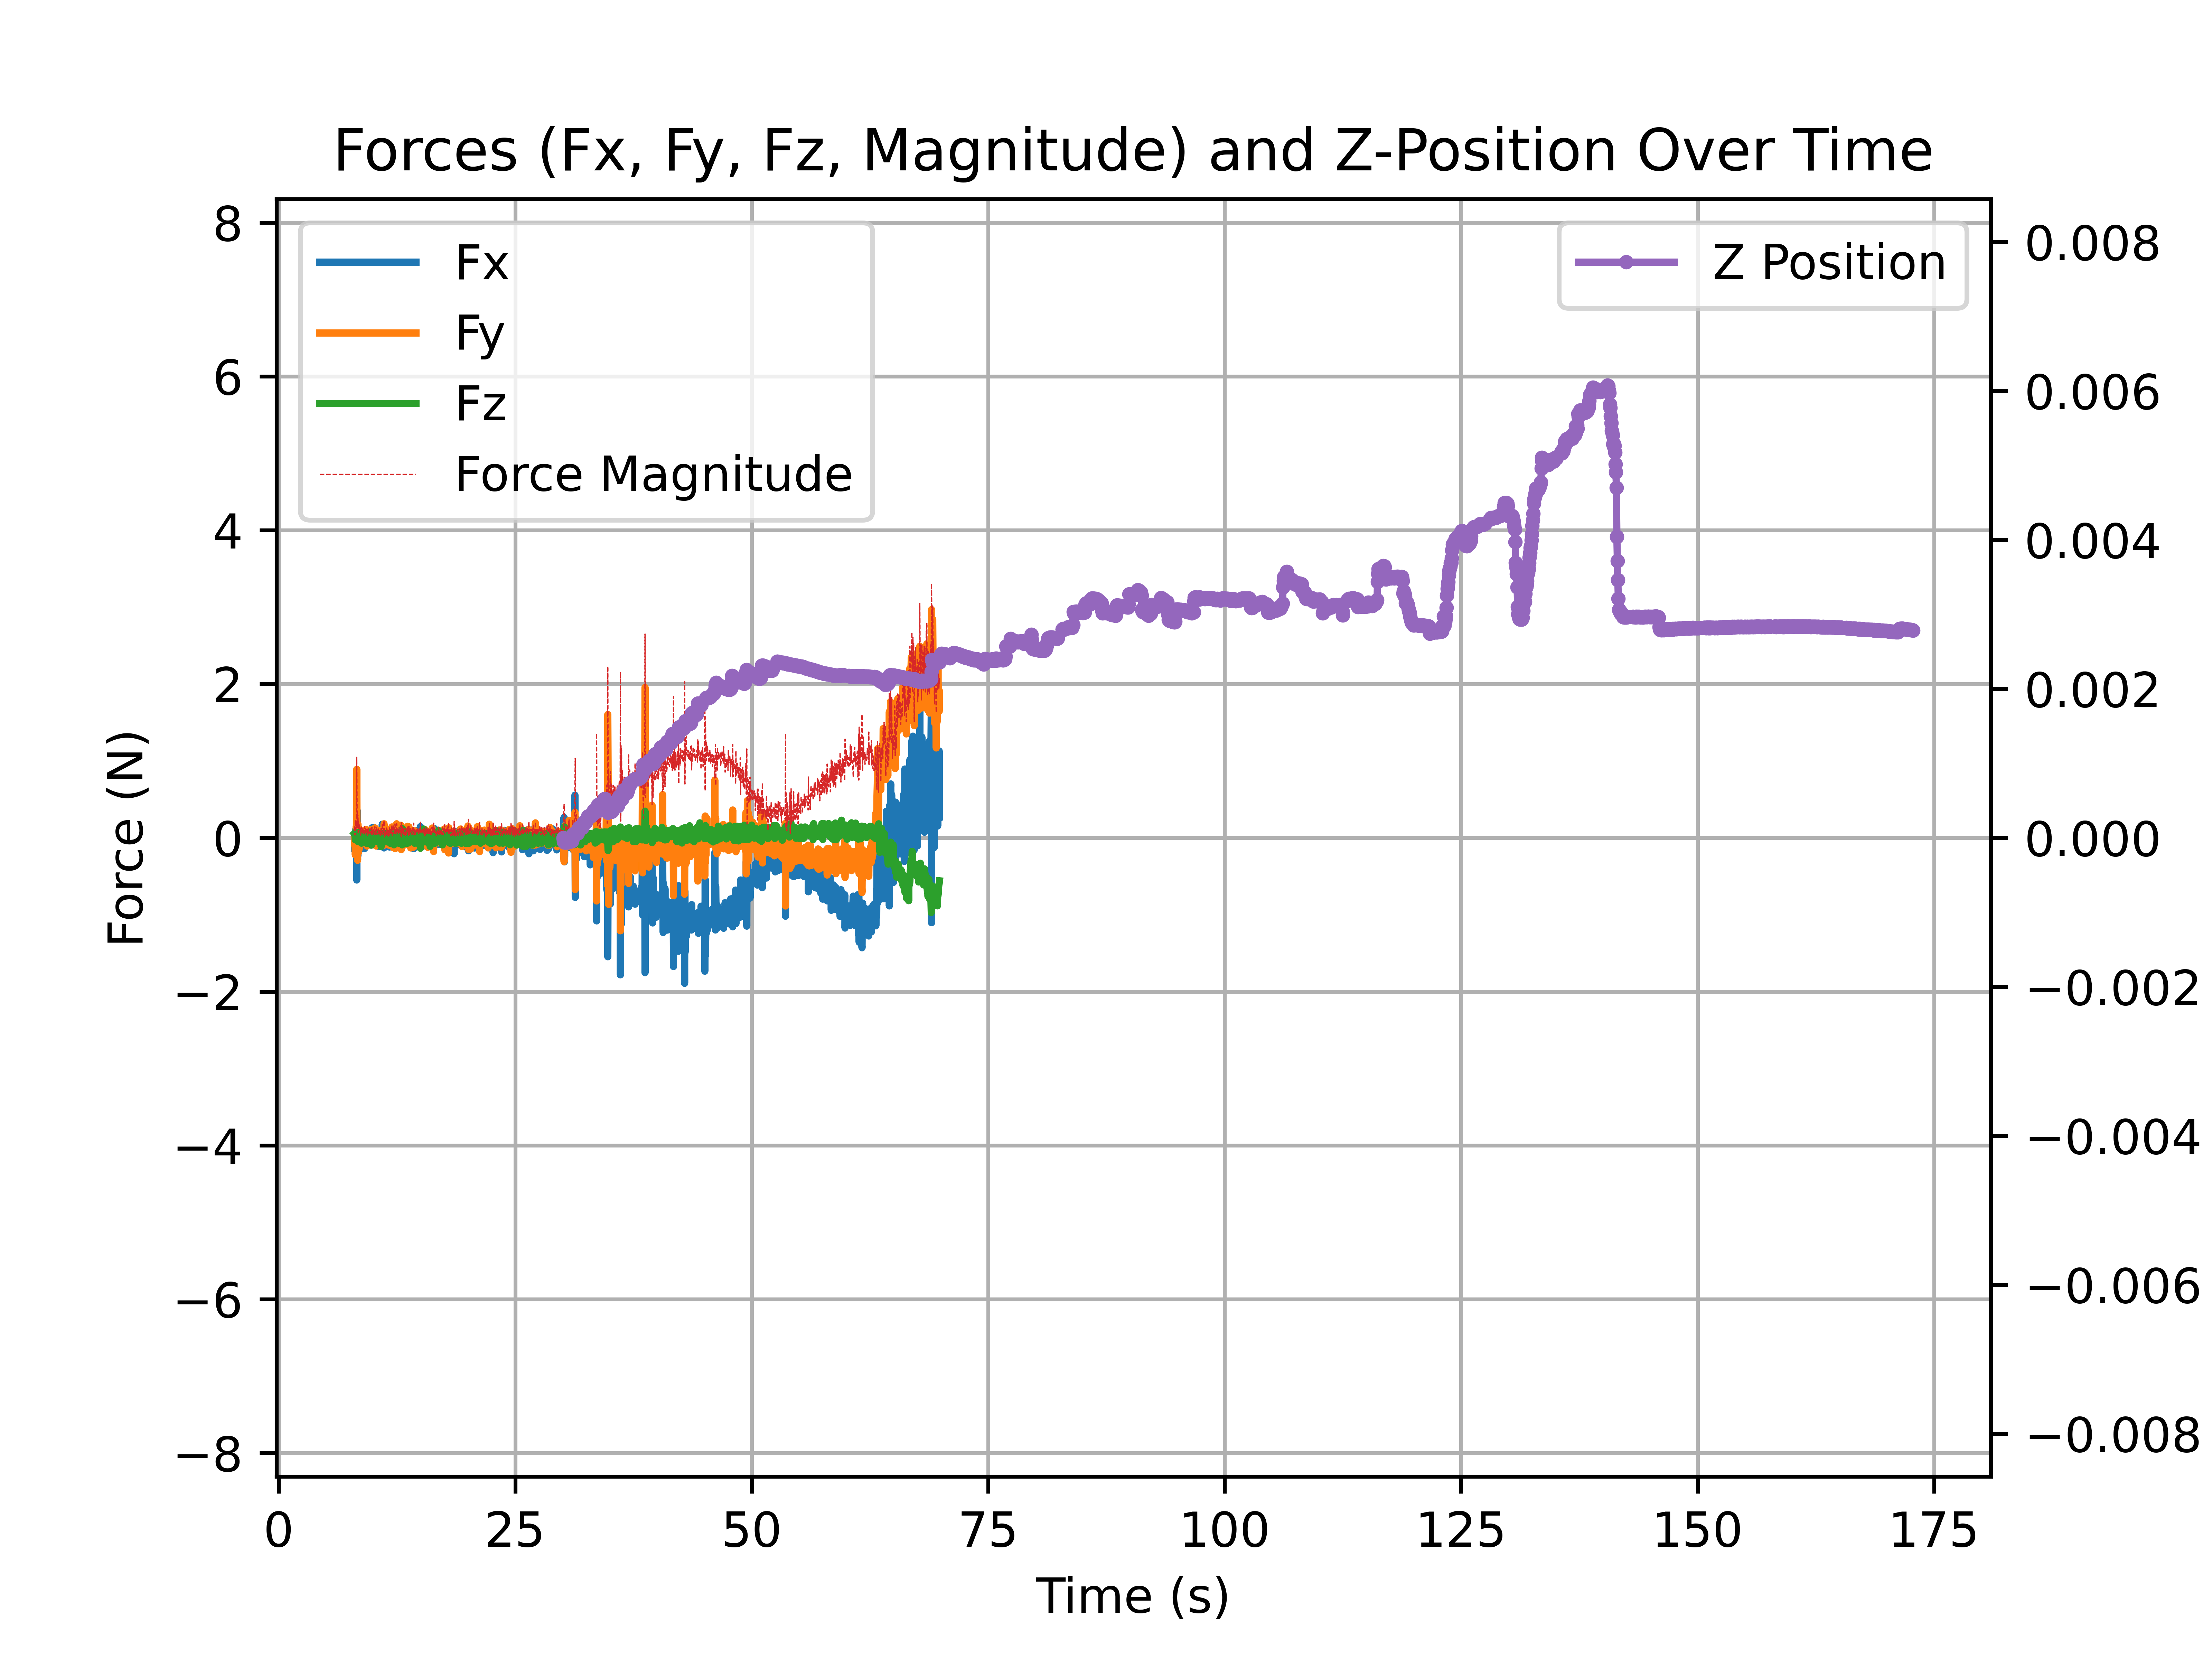 Forces (Fx, Fy, Fz, Magnitude) and Z-Position Over Time
Fx
Fy
Fz
Force Magnitude
Z Position
8
6
4
2
0
−2
−4
−6
−8
Force (N)
0.008
0.006
0.004
0.002
0.000
−0.002
−0.004
−0.006
−0.008
0 25 50 75 100 125 150 175
Time (s)